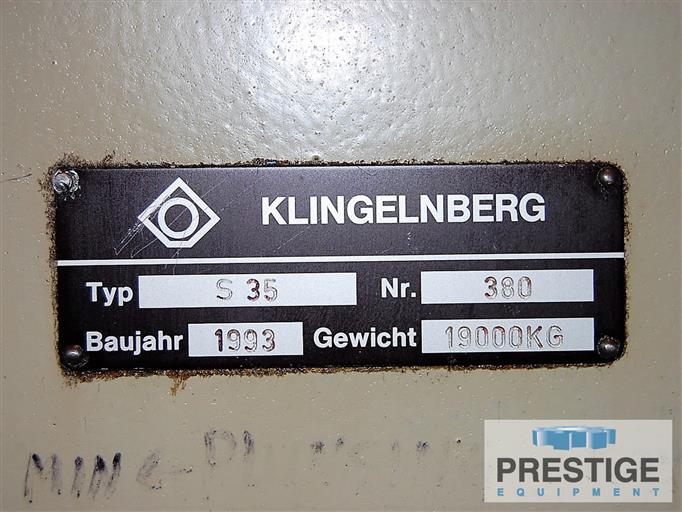 KLINGELNBERG
Typ S 35 Nr. 380
Baujahr 1993 Gewicht 19000KG
PRESTIGE
EQUIPMENT